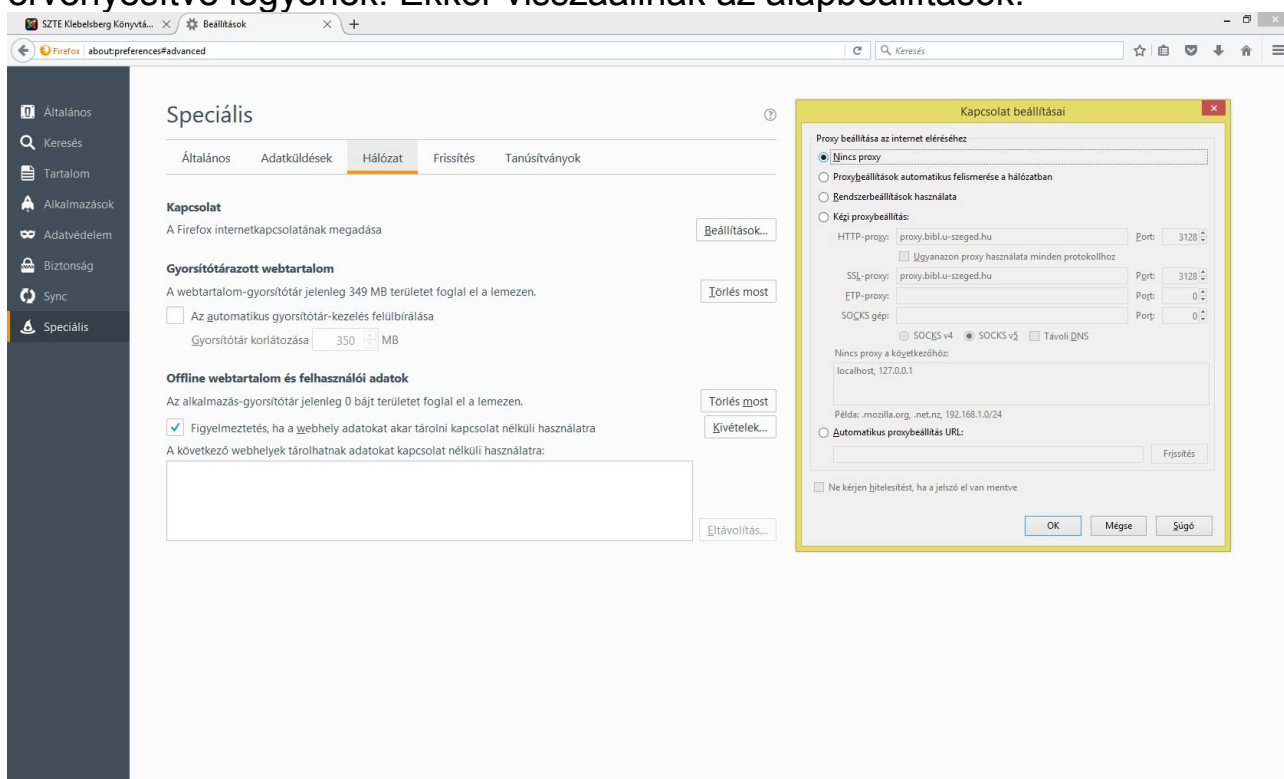 érvényesítve legyenek. Ekkor visszaállnak az alapbeállítások.
SZTE Klebelsberg Könyvtá...
Beállítások
Firefox about:preferences#advanced
Keresés
Általános
Keresés
Tartalom
Alkalmazások
Adatvédelem
Biztonság
Sync
Speciális
Speciális
Általános Adatküldések Hálózat Frissítés Tanúsítványok
Kapcsolat
A Firefox internetkapcsolatának megadása
Beállítások...
Gyorsítótárazott webtartalom
A webtartalom-gyorsítótár jelenleg 349 MB területet foglal el a lemezen.
Törlés most
Az automatikus gyorsítótár-kezelés felülbírálása
Gyorsítótár korlátozása 350 MB
Offline webtartalom és felhasználói adatok
Az alkalmazás-gyorsítótár jelenleg 0 bájt területet foglal el a lemezen.
Törlés most
Figyelmeztetés, ha a webhely adatokat akar tárolni kapcsolat nélküli használatra
Kivételek...
A következő webhelyek tárolhatnak adatokat kapcsolat nélküli használatra:
Eltávolítás...
Kapcsolat beállításai
Proxy beállítása az internet eléréséhez
Nincs proxy
Proxybeállítások automatikus felismerése a hálózatban
Rendszerbeállítások használata
Kézi proxybeállítás:
HTTP-proxy: proxy.bibl.u-szeged.hu Port: 3128
Ugyanazon proxy használata minden protokollhoz
SSL-proxy: proxy.bibl.u-szeged.hu Port: 3128
FTP-proxy: Port: 0
SOCKS gép: Port: 0
SOCKS v4 SOCKS v5 Távoli DNS
Nincs proxy a következőhöz:
localhost, 127.0.0.1
Példa: .mozilla.org, .net.nz, 192.168.1.0/24
Automatikus proxybeállítás URL:
Frissítés
Ne kérjen hitelesítést, ha a jelszó el van mentve
OK Mégse Súgó